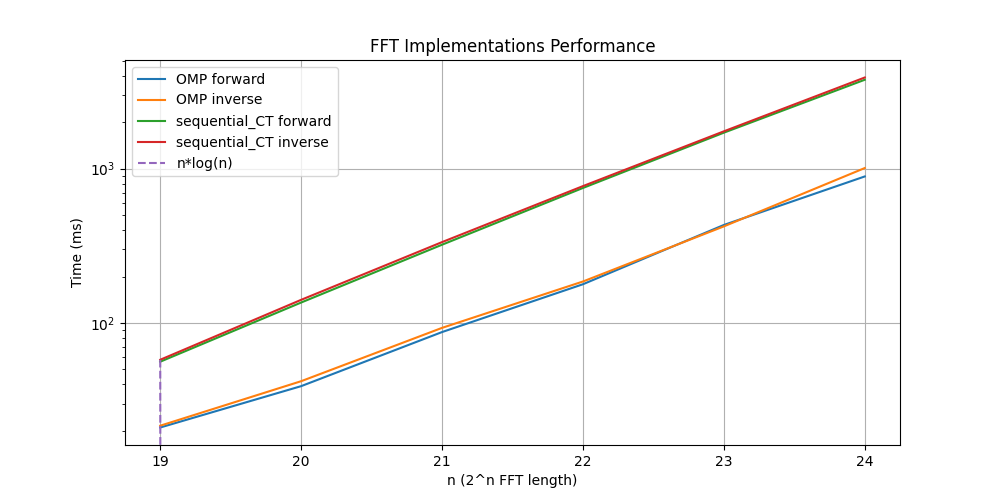 FFT Implementations Performance
OMP forward
OMP inverse
sequential_CT forward
sequential_CT inverse
n*log(n)
10^3
10^2
Time (ms)
19 20 21 22 23 24
n (2^n FFT length)